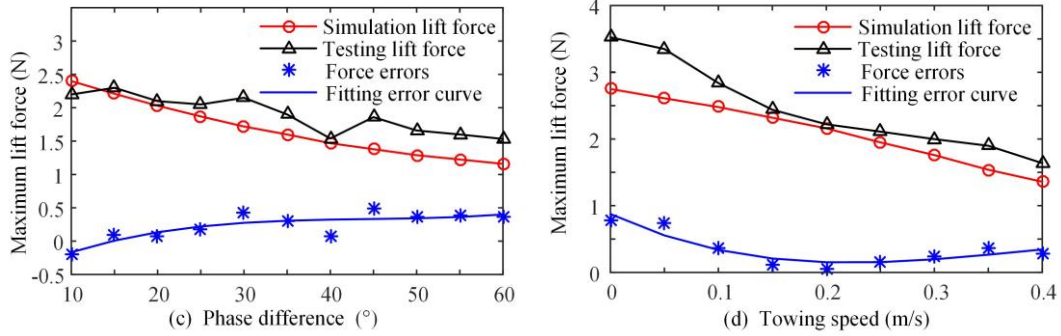 3
2.5
2
1.5
1
0.5
0
-0.5
Maximum lift force (N)
Simulation lift force
Testing lift force
Force errors
Fitting error curve
10 20 30 40 50 60
(c) Phase difference (°)
4
3
2
1
0
Maximum lift force (N)
Simulation lift force
Testing lift force
Force errors
Fitting error curve
0 0.1 0.2 0.3 0.4
(d) Towing speed (m/s)